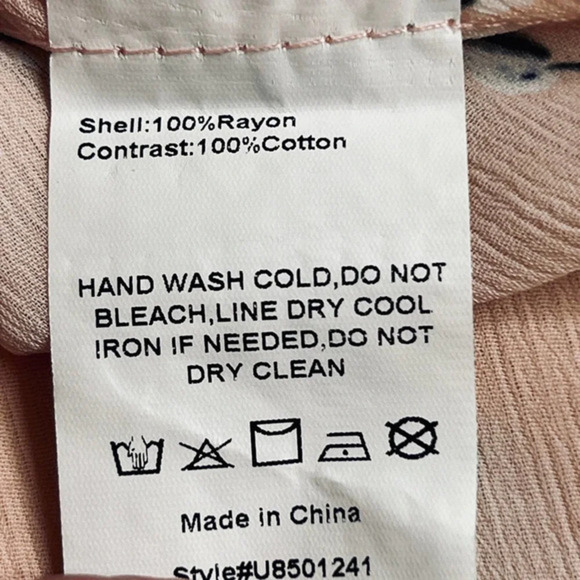 Shell:100%Rayon
Contrast:100%Cotton
HAND WASH COLD,DO NOT
BLEACH,LINE DRY COOL
IRON IF NEEDED,DO NOT
DRY CLEAN
Made in China
Style#U8501241